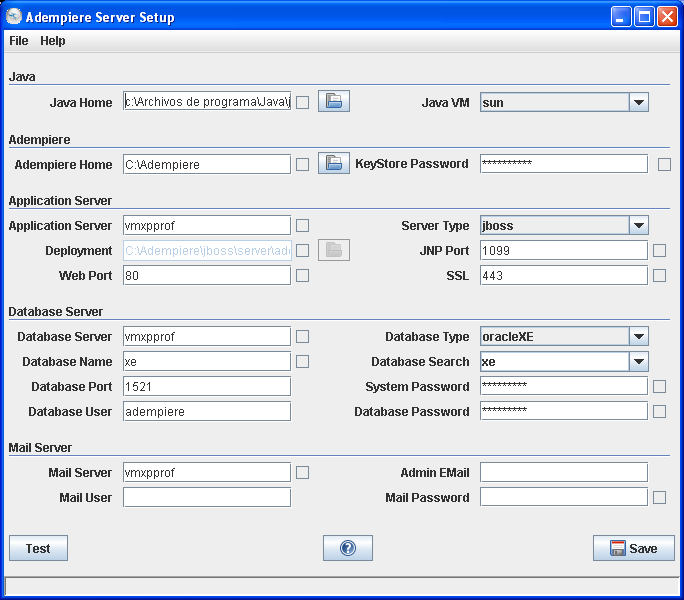 Adempiere Server Setup
File Help
Java
Java Home c:\Archivos de programa\Java\j Java VM sun
Adempiere
Adempiere Home C:\Adempiere KeyStore Password **********
Application Server
Application Server vmxpprof Server Type jboss
Deployment C:\Adempiere\jboss\server\ade JNP Port 1099
Web Port 80 SSL 443
Database Server
Database Server vmxpprof Database Type oracleXE
Database Name xe Database Search xe
Database Port 1521 System Password *********
Database User adempiere Database Password *********
Mail Server
Mail Server vmxpprof Admin EMail
Mail User Mail Password
Test Save